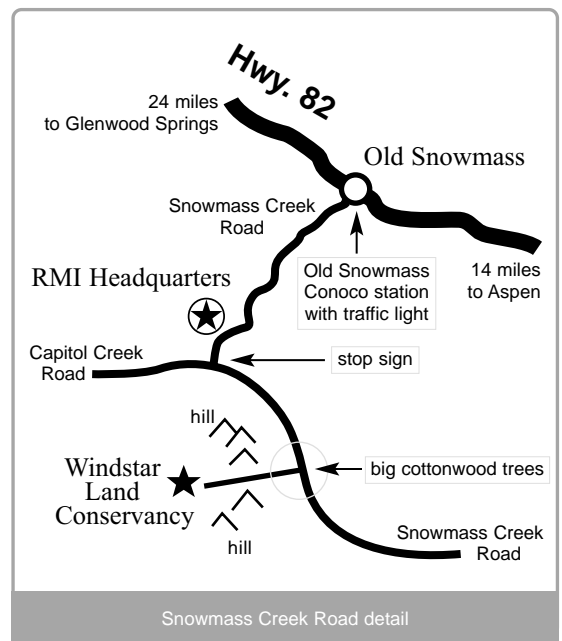 Hwy. 82
24 miles
to Glenwood Springs
Old Snowmass
Snowmass Creek
Road
Old Snowmass
Conoco station
with traffic light
14 miles
to Aspen
RMI Headquarters
Capitol Creek
Road
stop sign
hill
Windstar
Land
Conservancy
big cottonwood trees
hill
Snowmass Creek
Road
Snowmass Creek Road detail